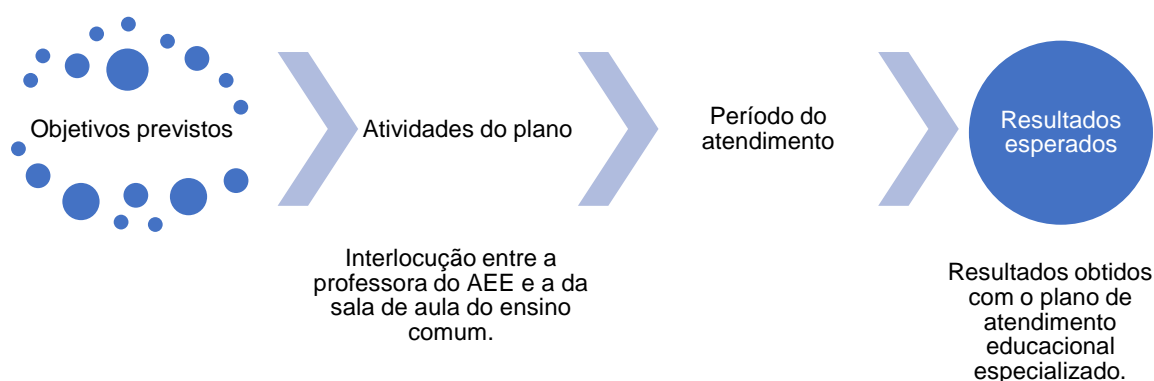 Objetivos previstos
Atividades do plano
Interlocução entre a
professora do AEE e a da
sala de aula do ensino
comum.
Período do
atendimento
Resultados
esperados
Resultados obtidos
com o plano de
atendimento
educacional
especializado.